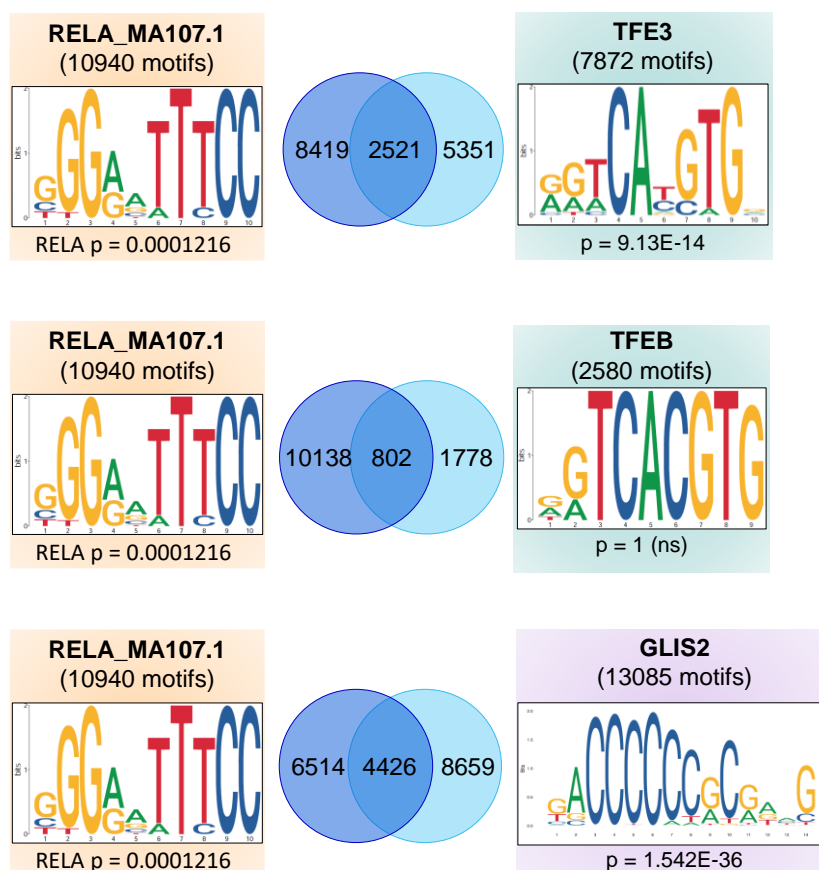 RELA_MA107.1
(10940 motifs)
RELA p = 0.0001216
8419 2521 5351
TFE3
(7872 motifs)
p = 9.13E-14
RELA_MA107.1
(10940 motifs)
RELA p = 0.0001216
10138 802 1778
TFEB
(2580 motifs)
p = 1 (ns)
RELA_MA107.1
(10940 motifs)
RELA p = 0.0001216
6514 4426 8659
GLIS2
(13085 motifs)
p = 1.542E-36